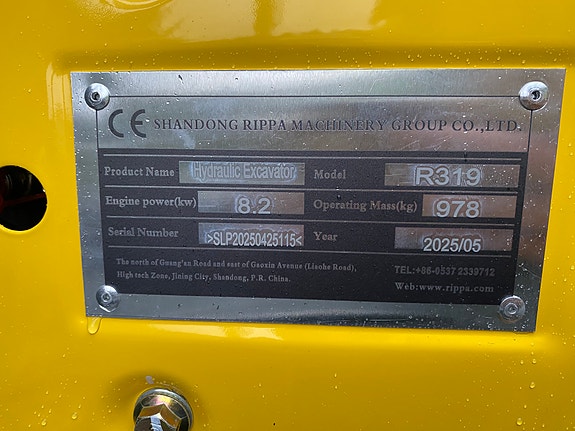 CE SHANDONG RIPPA MACHINERY GROUP CO.,LTD.
Product Name Hydraulic Excavator Model R319
Engine power(kw) 8.2 Operating Mass(kg) 978
Serial Number >SLP20250425115< Year 2025/05
The north of Guang'an Road and east of Gaoxin Avenue (Liaohe Road), TEL:+86-0537 2339712
High tech Zone, Jining City, Shandong, P.R. China. Web:www.rippa.com